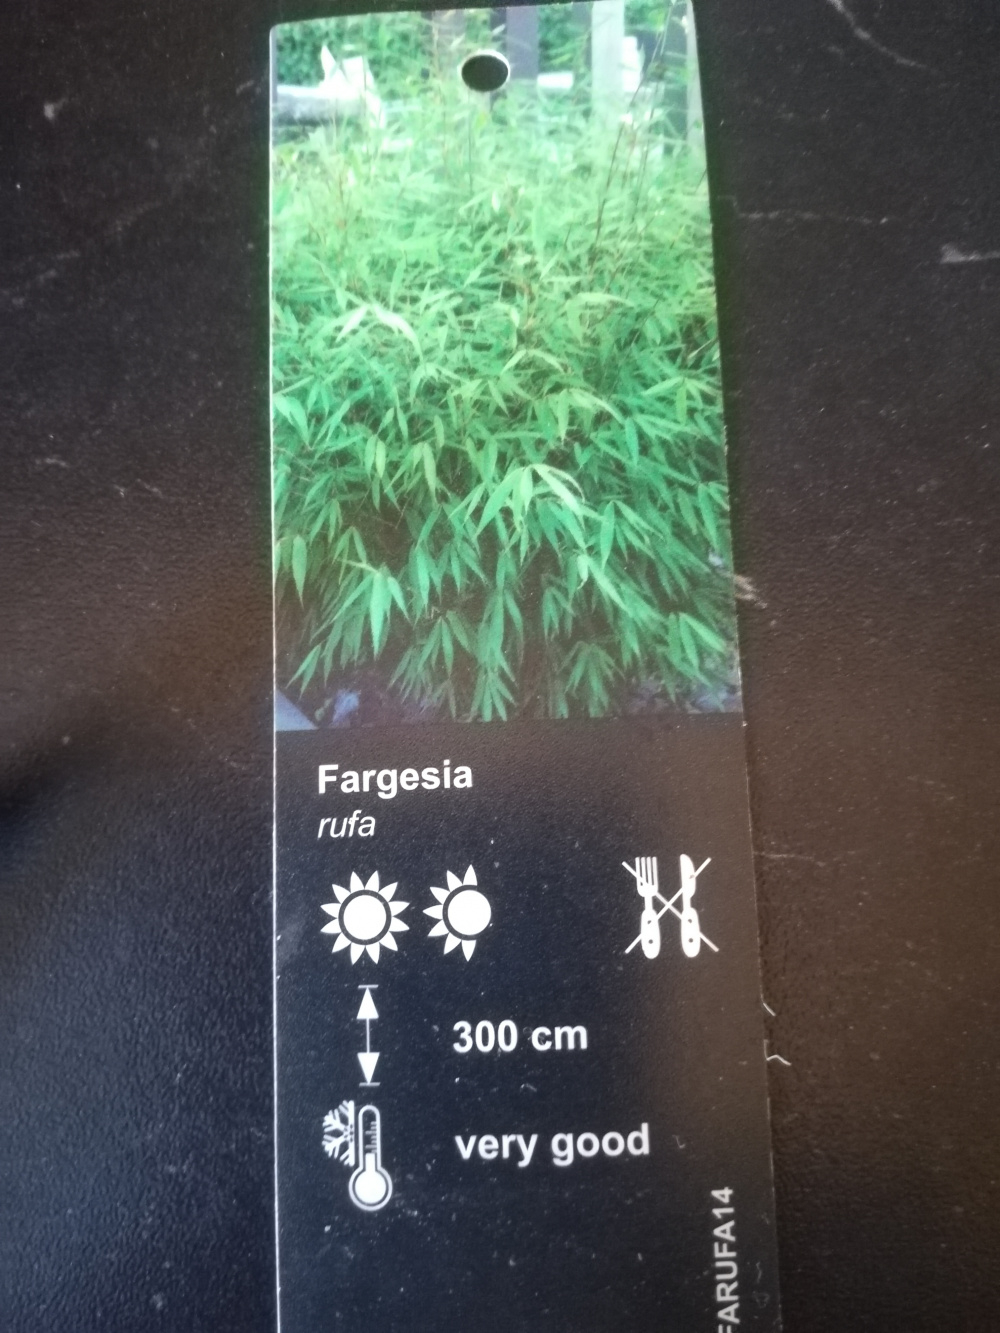 Fargesia
rufa
300 cm
very good
FARUFA14